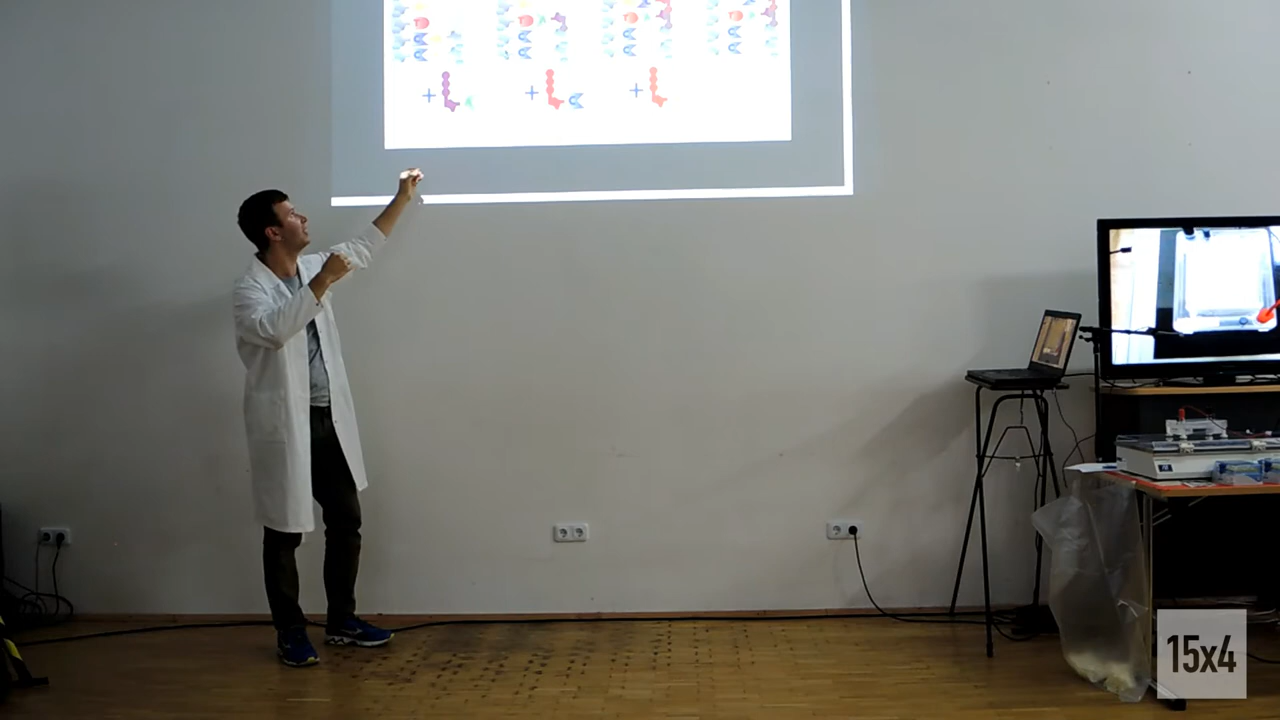 + + +
15x4